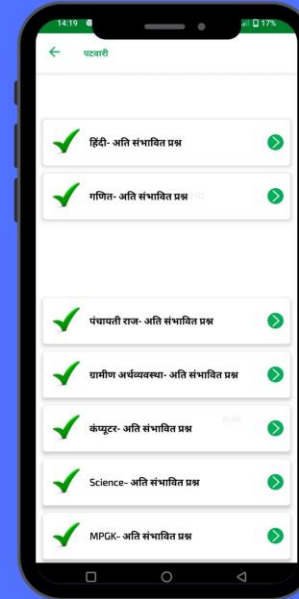 14:19
17%
पटवारी
हिंदी- अति संभावित प्रश्न
गणित- अति संभावित प्रश्न
पंचायती राज- अति संभावित प्रश्न
ग्रामीण अर्थव्यवस्था- अति संभावित प्रश्न
कंप्यूटर- अति संभावित प्रश्न
Science- अति संभावित प्रश्न
MPGK- अति संभावित प्रश्न